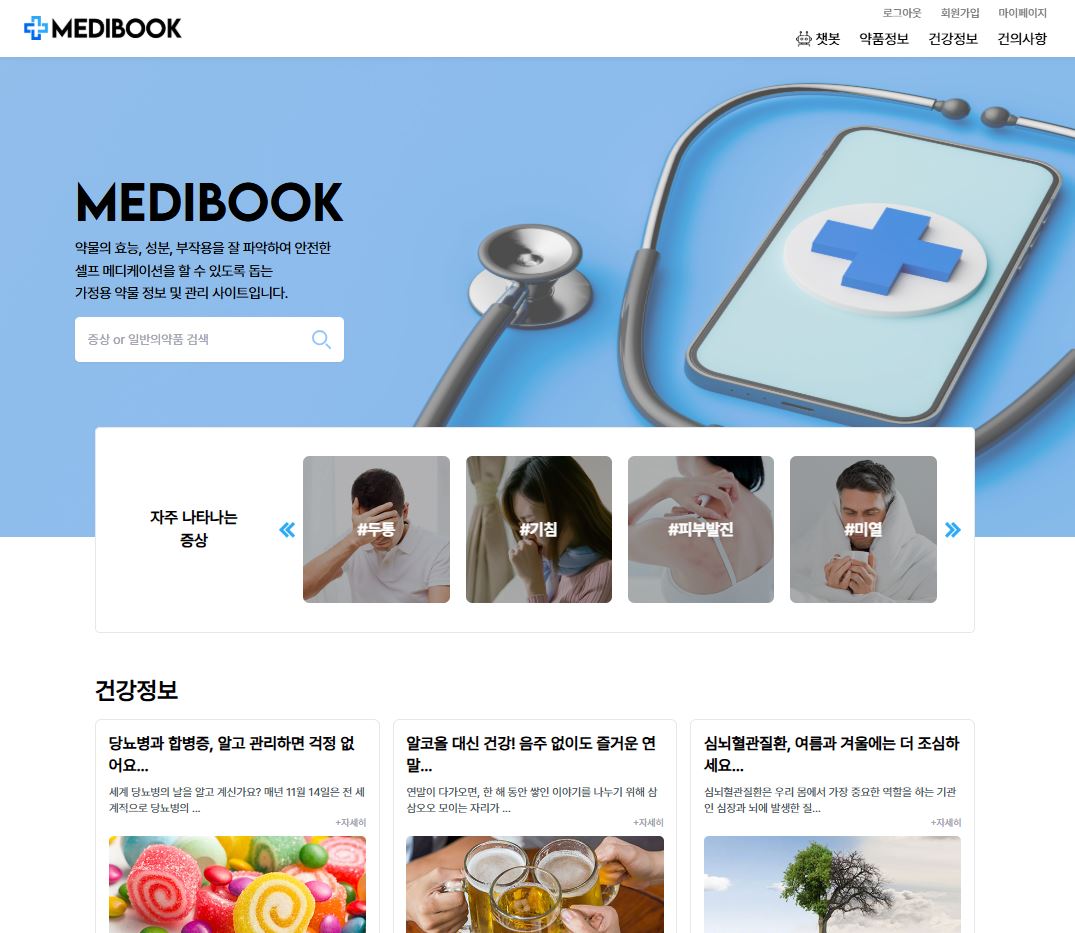 MEDIBOOK
로그아웃 회원가입 마이페이지
챗봇 약품정보 건강정보 건의사항
MEDIBOOK
약물의 효능, 성분, 부작용을 잘 파악하여 안전한
셀프 메디케이션을 할 수 있도록 돕는
가정용 약물 정보 및 관리 사이트입니다.
증상 or 일반의약품 검색
자주 나타나는
증상
#두통
#기침
#피부발진
#미열
건강정보
당뇨병과 합병증, 알고 관리하면 걱정 없
어요...
세계 당뇨병의 날을 알고 계신가요? 매년 11월 14일은 전 세
계적으로 당뇨병의 ...
+자세히
알코올 대신 건강! 음주 없이도 즐거운 연
말...
연말이 다가오면, 한 해 동안 쌓인 이야기를 나누기 위해 삼
삼오오 모이는 자리가 ...
+자세히
심뇌혈관질환, 여름과 겨울에는 더 조심하
세요...
심뇌혈관질환은 우리 몸에서 가장 중요한 역할을 하는 기관
인 심장과 뇌에 발생한 질...
+자세히